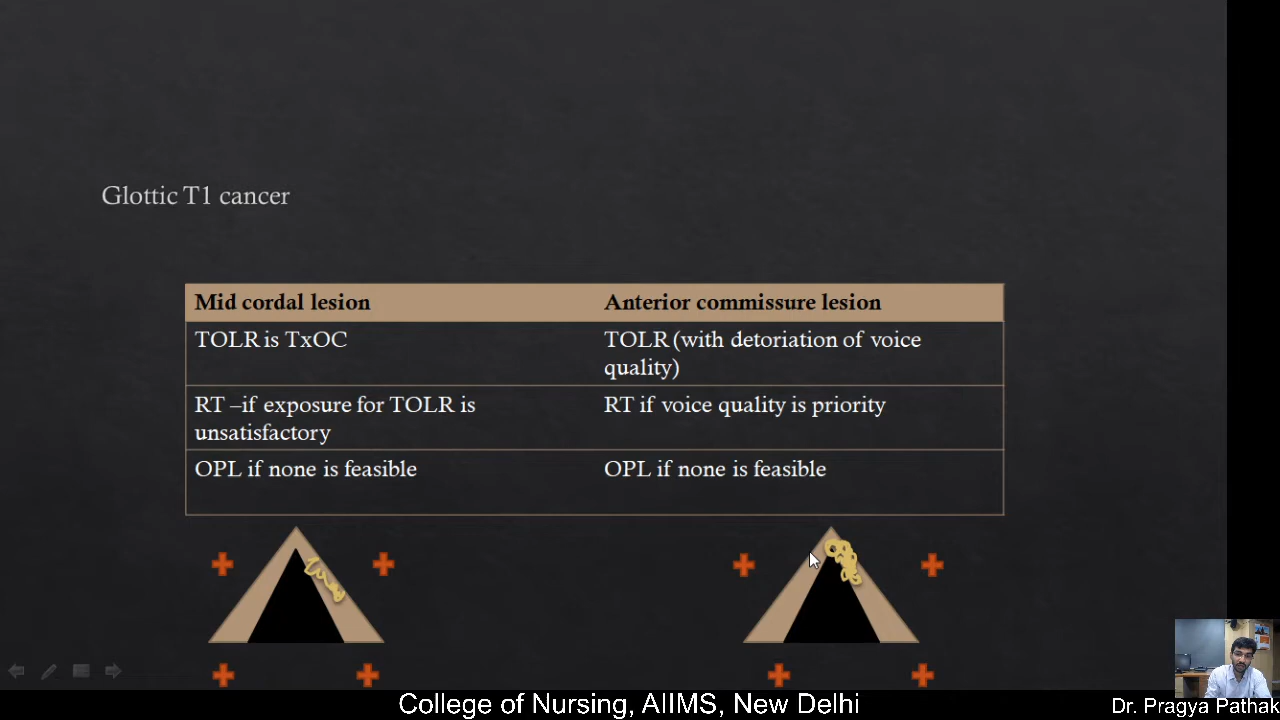 Glottic T1 cancer
Mid cordal lesion
Anterior commissure lesion
TOLR is TxOC
TOLR (with detoriation of voice
quality)
RT –if exposure for TOLR is
unsatisfactory
RT if voice quality is priority
OPL if none is feasible
OPL if none is feasible
College of Nursing, AIIMS, New Delhi
Dr. Pragya Pathak